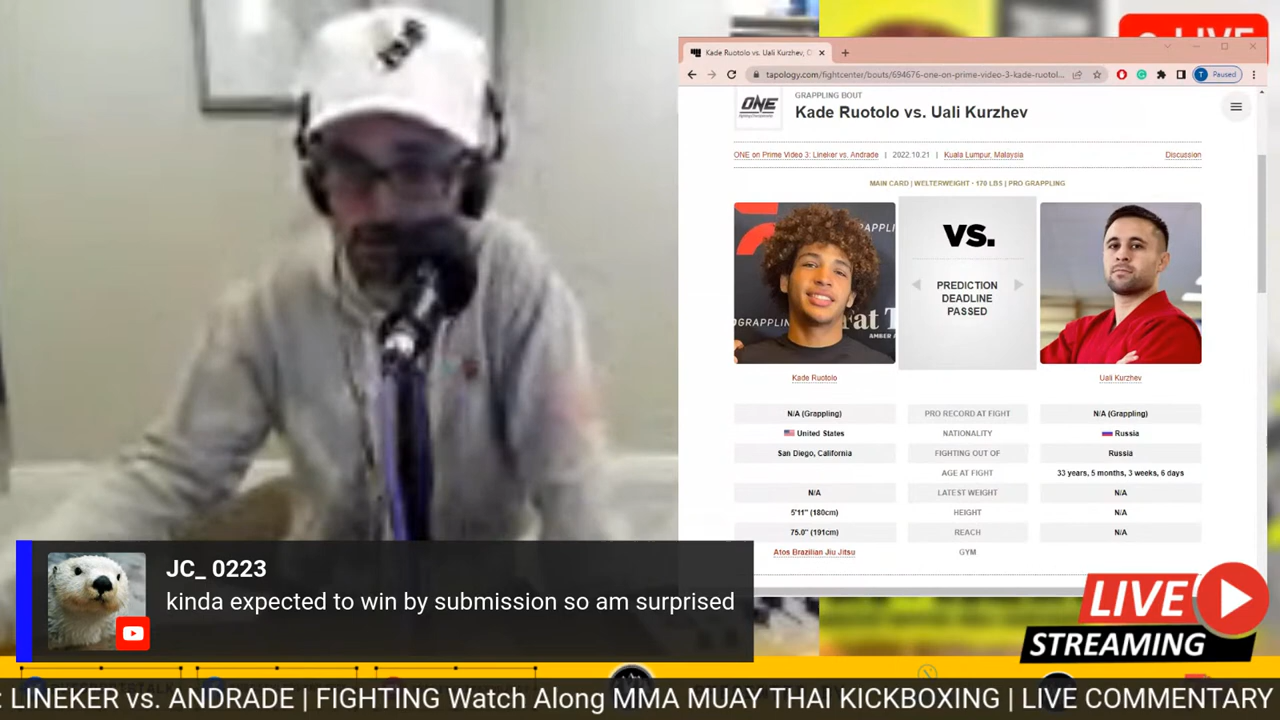 LIVE
Kade Ruotolo vs. Uali Kurzhev, O
tapology.com/fightcenter/bouts/694676-one-on-prime-video-3-kade-ruotol...
T Paused
ONE
GRAPPLING BOUT
Kade Ruotolo vs. Uali Kurzhev
ONE on Prime Video 3: Lineker vs. Andrade | 2022.10.21 | Kuala Lumpur, Malaysia
Discussion
MAIN CARD | WELTERWEIGHT · 170 LBS | PRO GRAPPLING
VS.
PREDICTION
DEADLINE
PASSED
Kade Ruotolo
Uali Kurzhev
N/A (Grappling) PRO RECORD AT FIGHT N/A (Grappling)
United States NATIONALITY Russia
San Diego, California FIGHTING OUT OF Russia
AGE AT FIGHT 33 years, 5 months, 3 weeks, 6 days
N/A LATEST WEIGHT N/A
5'11" (180cm) HEIGHT N/A
75.0" (191cm) REACH N/A
Atos Brazilian Jiu Jitsu GYM
JC_ 0223
kinda expected to win by submission so am surprised
LIVE
STREAMING
: LINEKER vs. ANDRADE | FIGHTING Watch Along MMA MUAY THAI KICKBOXING | LIVE COMMENTARY